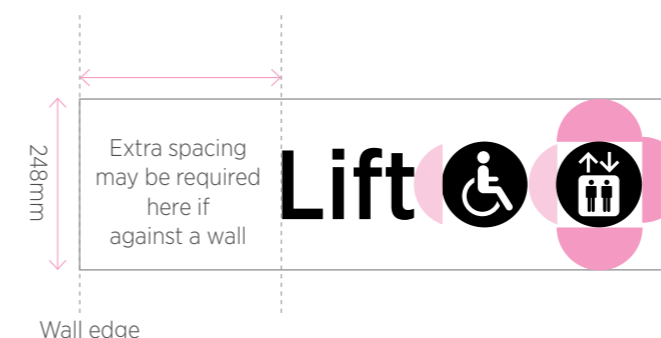 248mm
Extra spacing
may be required
here if
against a wall
Lift
Wall edge